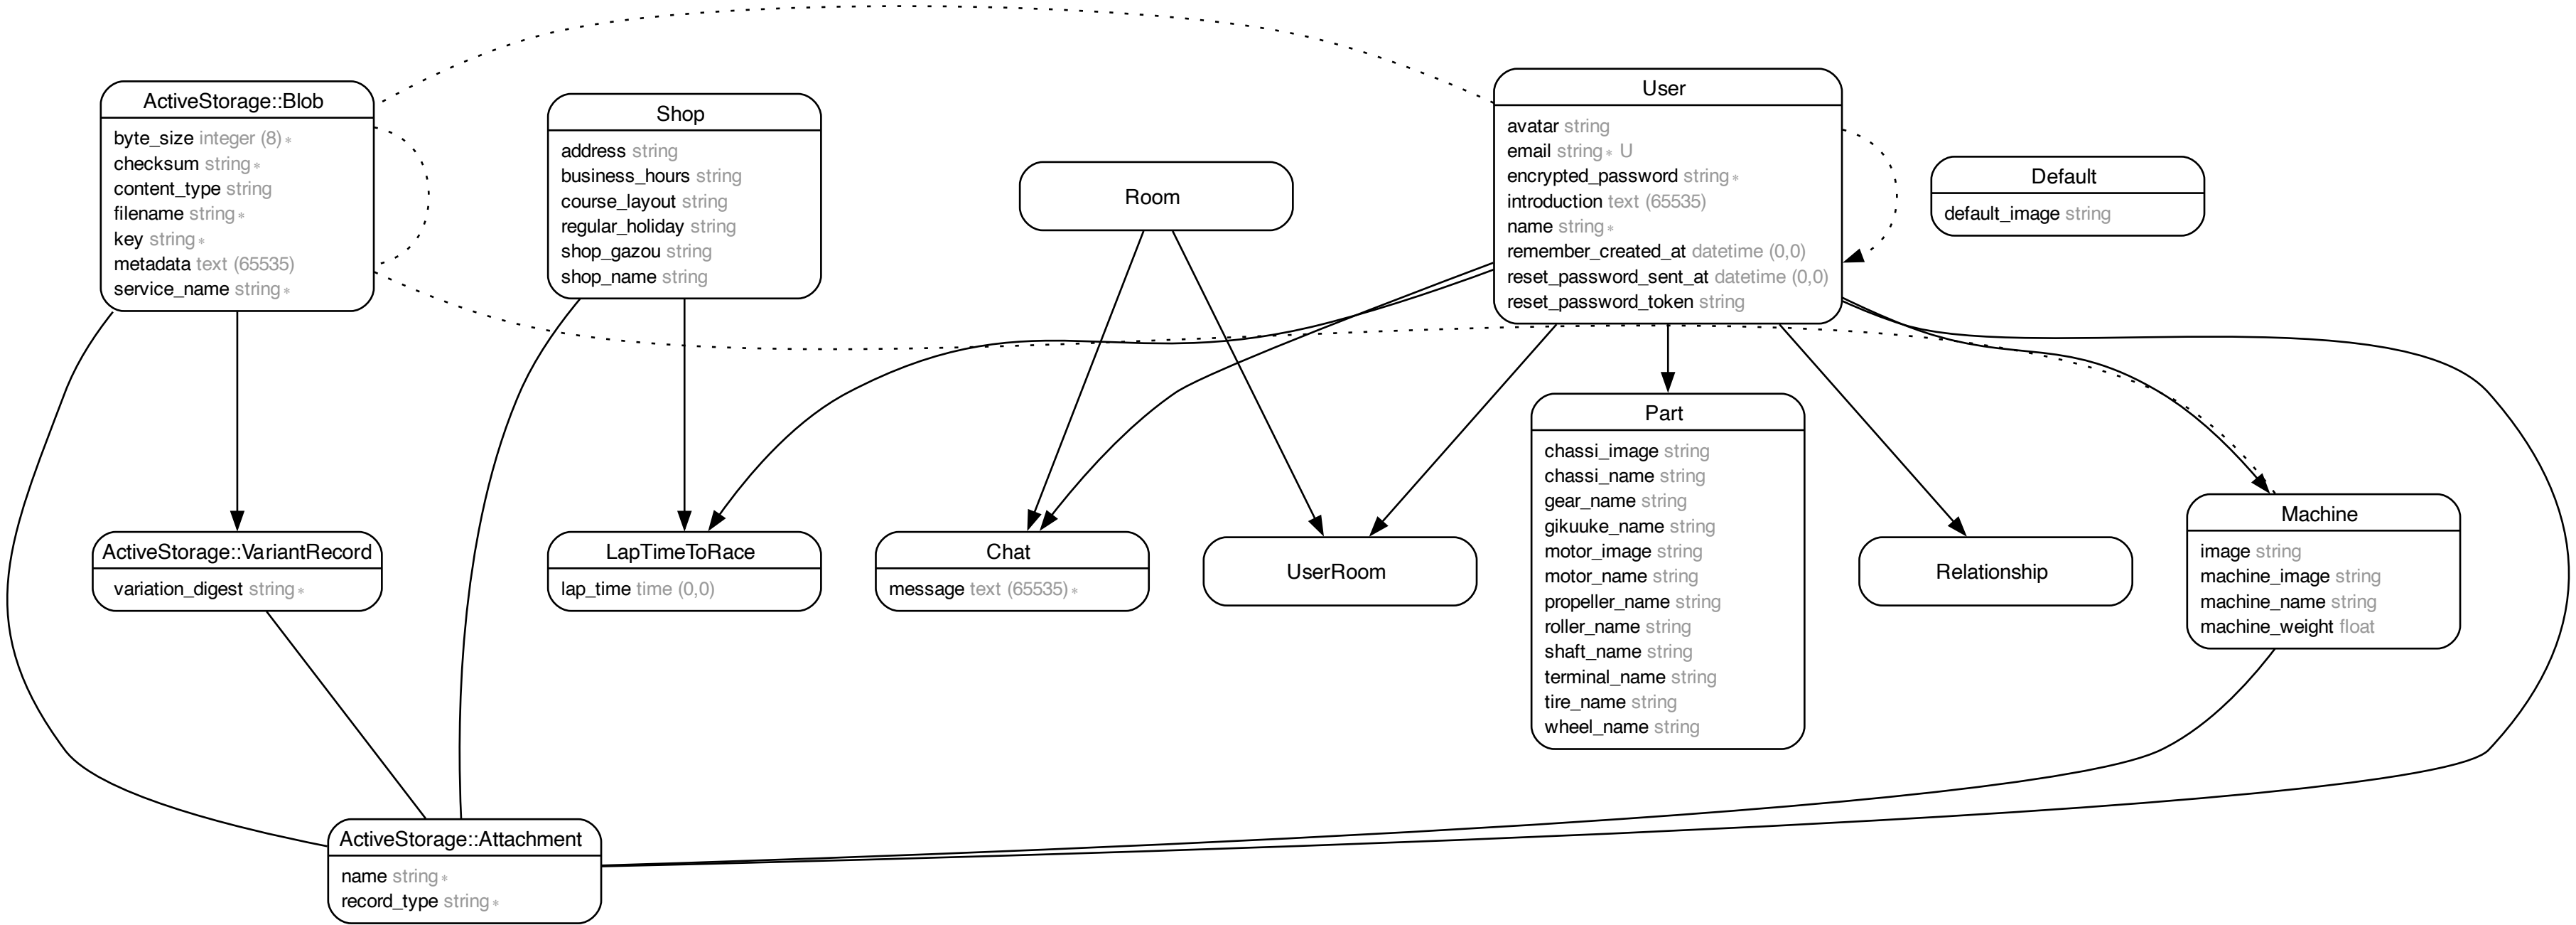 ActiveStorage::Blob
byte_size integer (8) *
checksum string *
content_type string
filename string *
key string *
metadata text (65535)
service_name string *
Shop
address string
business_hours string
course_layout string
regular_holiday string
shop_gazou string
shop_name string
Room
User
avatar string
email string * U
encrypted_password string *
introduction text (65535)
name string *
remember_created_at datetime (0,0)
reset_password_sent_at datetime (0,0)
reset_password_token string
Default
default_image string
ActiveStorage::VariantRecord
variation_digest string *
LapTimeToRace
lap_time time (0,0)
Chat
message text (65535) *
UserRoom
Part
chassi_image string
chassi_name string
gear_name string
gikuuke_name string
motor_image string
motor_name string
propeller_name string
roller_name string
shaft_name string
terminal_name string
tire_name string
wheel_name string
Relationship
Machine
image string
machine_image string
machine_name string
machine_weight float
ActiveStorage::Attachment
name string *
record_type string *